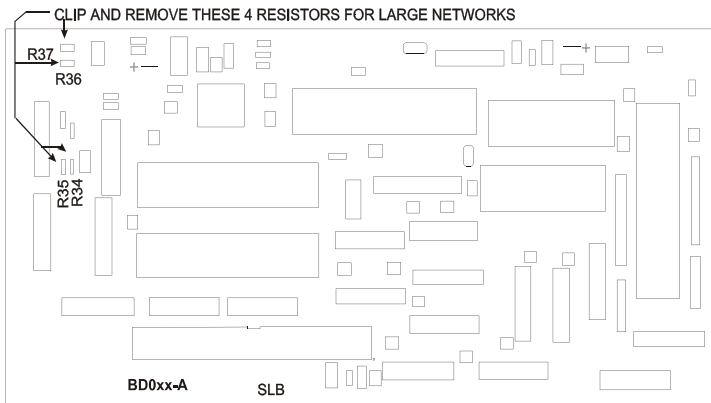 CLIP AND REMOVE THESE 4 RESISTORS FOR LARGE NETWORKS
R37
R36
R35
R34
BD0xx-A
SLB